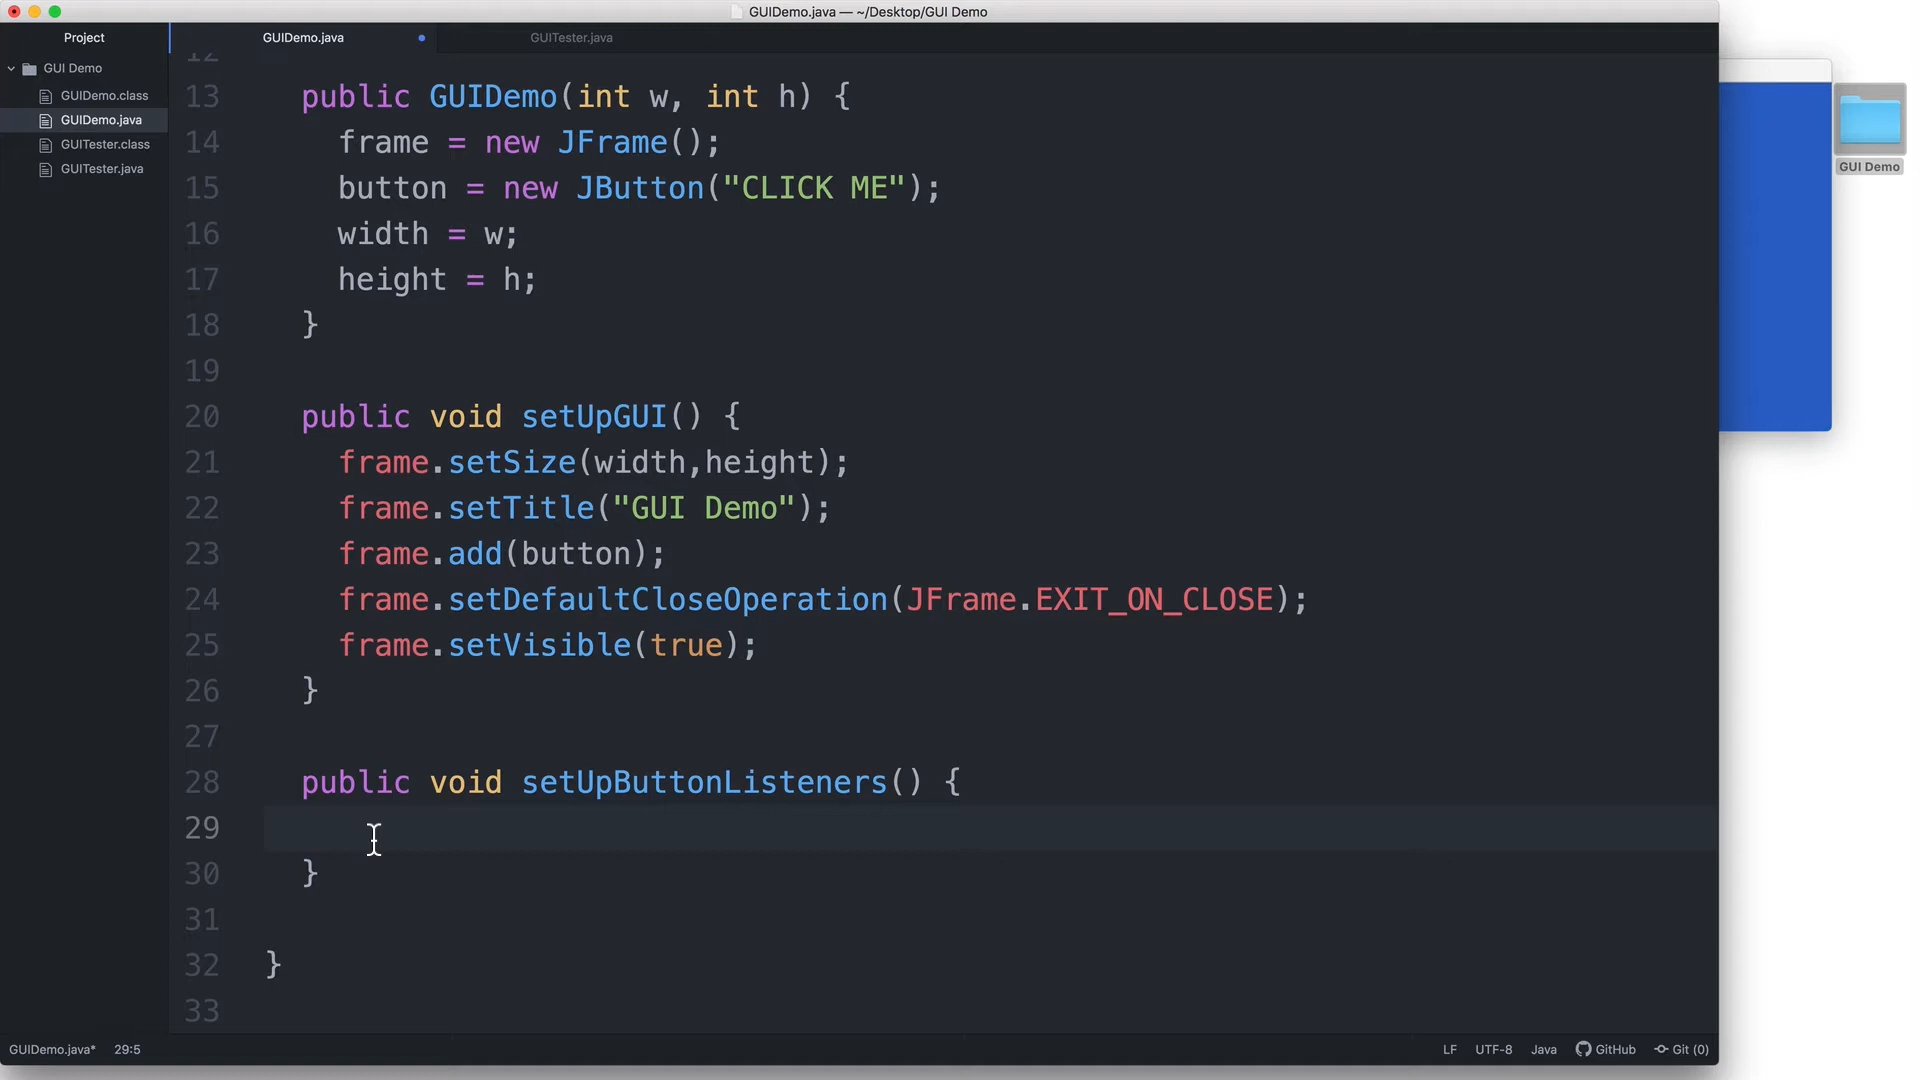 GUIDemo.java — ~/Desktop/GUI Demo
Project
GUIDemo.java
GUITester.java
GUI Demo
GUIDemo.class
GUIDemo.java
GUITester.class
GUITester.java
GUI Demo
12
13 public GUIDemo(int w, int h) {
14 frame = new JFrame();
15 button = new JButton("CLICK ME");
16 width = w;
17 height = h;
18 }
19
20 public void setUpGUI() {
21 frame.setSize(width,height);
22 frame.setTitle("GUI Demo");
23 frame.add(button);
24 frame.setDefaultCloseOperation(JFrame.EXIT_ON_CLOSE);
25 frame.setVisible(true);
26 }
27
28 public void setUpButtonListeners() {
29
30 }
31
32 }
33
GUIDemo.java* 29:5 LF UTF-8 Java GitHub Git (0)